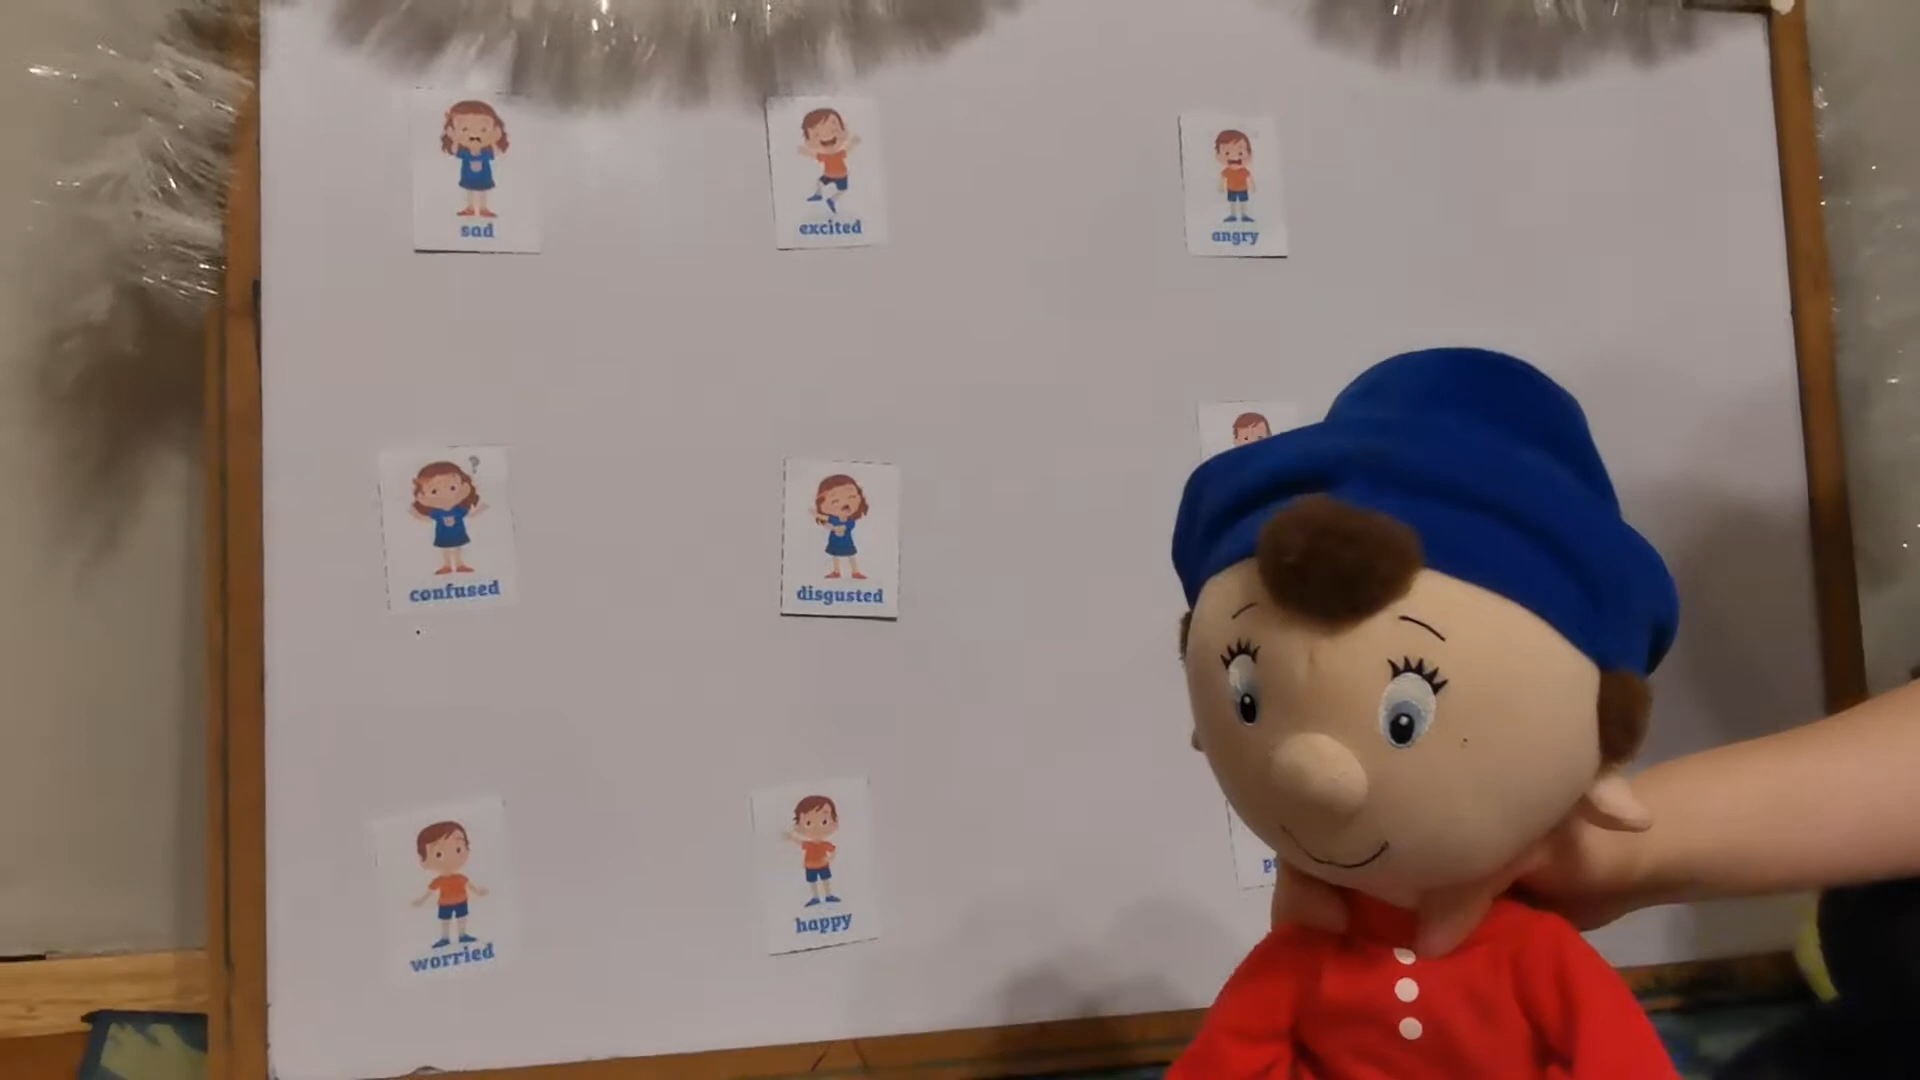 sad
excited
angry
?
confused
disgusted
worried
happy